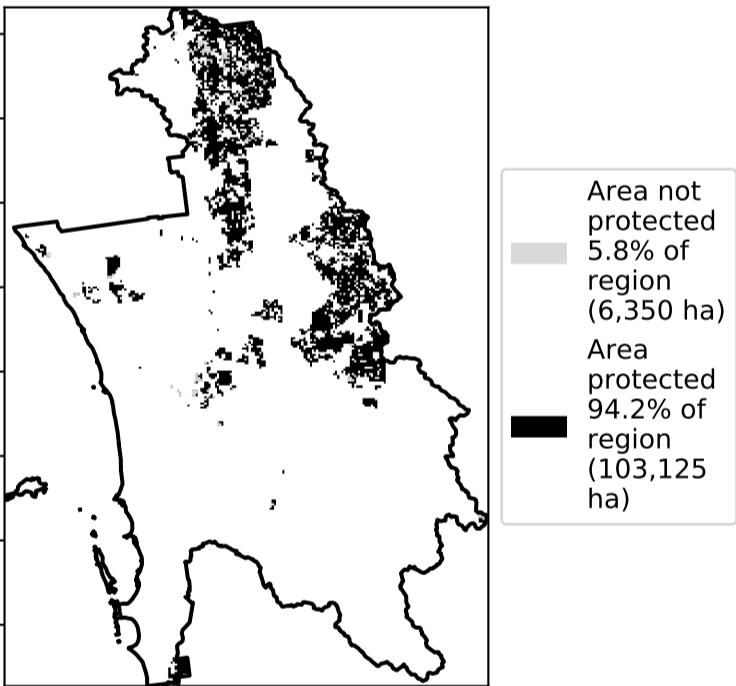 Area not
protected
5.8% of
region
(6,350 ha)
Area
protected
94.2% of
region
(103,125
ha)